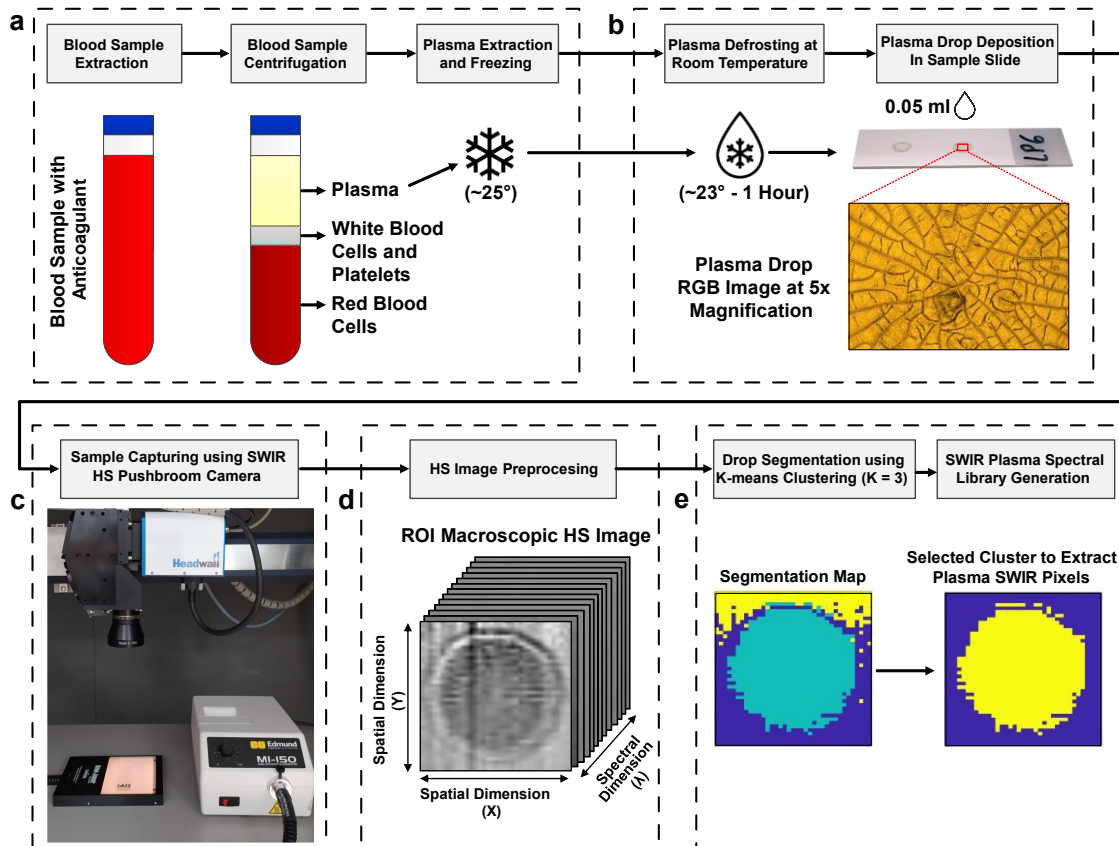 a
Blood Sample
Extraction
Blood Sample
Centrifugation
Plasma Extraction
and Freezing
Blood Sample with
Anticoagulant
Plasma
White Blood
Cells and
Platelets
Red Blood
Cells
(~25°)
b
Plasma Defrosting at
Room Temperature
Plasma Drop Deposition
In Sample Slide
0.05 ml
LP6
(~23° - 1 Hour)
Plasma Drop
RGB Image at 5x
Magnification
c
Sample Capturing using SWIR
HS Pushbroom Camera
Headwall
Edmund
MI-150
d
HS Image Preprocesing
ROI Macroscopic HS Image
Spatial Dimension
(Y)
Spatial Dimension
(X)
Spectral
Dimension
(λ)
e
Drop Segmentation using
K-means Clustering (K = 3)
SWIR Plasma Spectral
Library Generation
Segmentation Map
Selected Cluster to Extract
Plasma SWIR Pixels